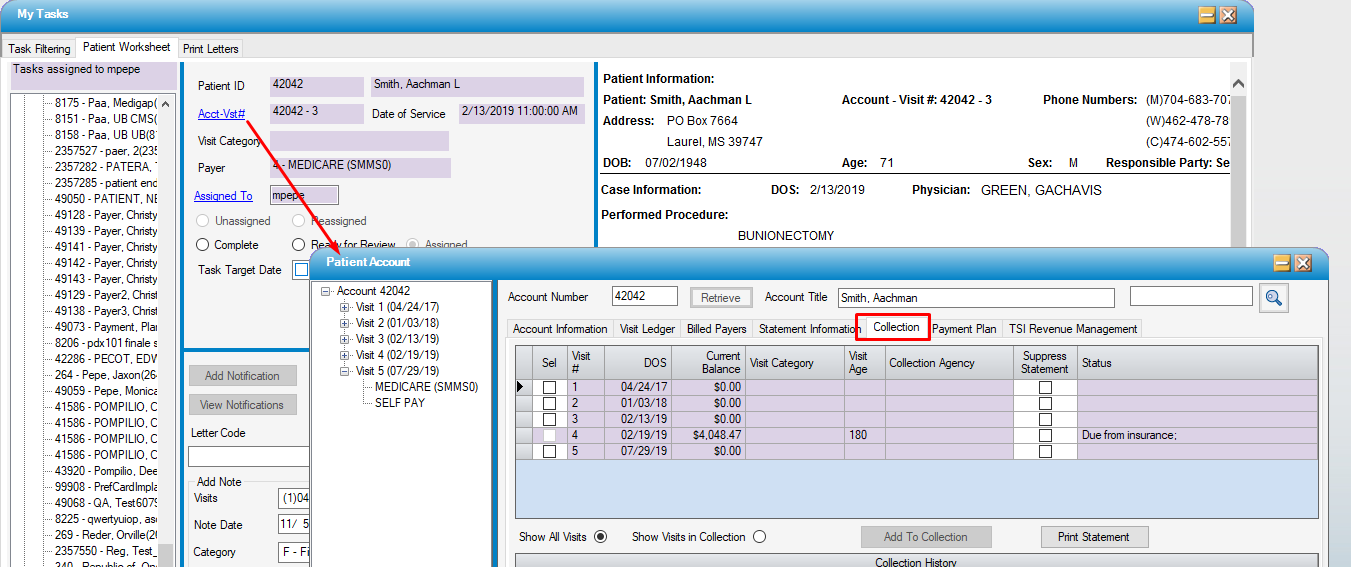 My Tasks
Task Filtering
Patient Worksheet
Print Letters
Tasks assigned to mpepe
8175 - Paa, Medigap(
8151 - Paa, UB CMS(
8158 - Paa, UB UB(8
2357527 - paer, 2(235
2357282 - PATERA, T
2357285 - patient end
49050 - PATIENT, NE
49128 - Payer, Christy
49139 - Payer, Christy
49141 - Payer, Christy
49142 - Payer, Christy
49143 - Payer, Christy
49129 - Payer2, Christ
49138 - Payer3, Christ
49073 - Payment, Plan
8206 - pdx101 finale s
42286 - PECOT, EDW
264 - Pepe, Jaxon(264
49059 - Pepe, Monica
41586 - POMPILIO, C
41586 - POMPILIO, C
41586 - POMPILIO, C
41586 - POMPILIO, C
43920 - Pompilio, Dee
99908 - PrefCardImpla
49068 - QA, Test6079
8225 - qwertyuiop, aso
269 - Reder, Orville(26
2357550 - Reg, Test_
240 - Republic of, One
Patient ID
42042
Smith, Aachman L
Acct-Vst#
42042 - 3
Date of Service
2/13/2019 11:00:00 AM
Visit Category
Payer
4 - MEDICARE (SMMS0)
Assigned To
mpepe
Unassigned
Reassigned
Complete
Ready for Review
Assigned
Task Target Date
Add Notification
View Notifications
Letter Code
Add Note
Visits
(1)04
Note Date
11/ 5
Category
F - Fi
Patient Information:
Patient: Smith, Aachman L
Account - Visit #: 42042 - 3
Phone Numbers: (M)704-683-707
Address: PO Box 7664
(W)462-478-78
Laurel, MS 39747
(C)474-602-557
DOB: 07/02/1948
Age: 71
Sex: M
Responsible Party: Se
Case Information:
DOS: 2/13/2019
Physician: GREEN, GACHAVIS
Performed Procedure:
BUNIONECTOMY
Patient Account
Account 42042
Visit 1 (04/24/17)
Visit 2 (01/03/18)
Visit 3 (02/13/19)
Visit 4 (02/19/19)
Visit 5 (07/29/19)
MEDICARE (SMMS0)
SELF PAY
Account Number
42042
Retrieve
Account Title
Smith, Aachman
Account Information
Visit Ledger
Billed Payers
Statement Information
Collection
Payment Plan
TSI Revenue Management
Sel Visit # DOS Current Balance Visit Category Visit Age Collection Agency Suppress Statement Status
1 04/24/17 $0.00
2 01/03/18 $0.00
3 02/13/19 $0.00
4 02/19/19 $4,048.47 180 Due from insurance;
5 07/29/19 $0.00
Show All Visits
Show Visits in Collection
Add To Collection
Print Statement
Collection History